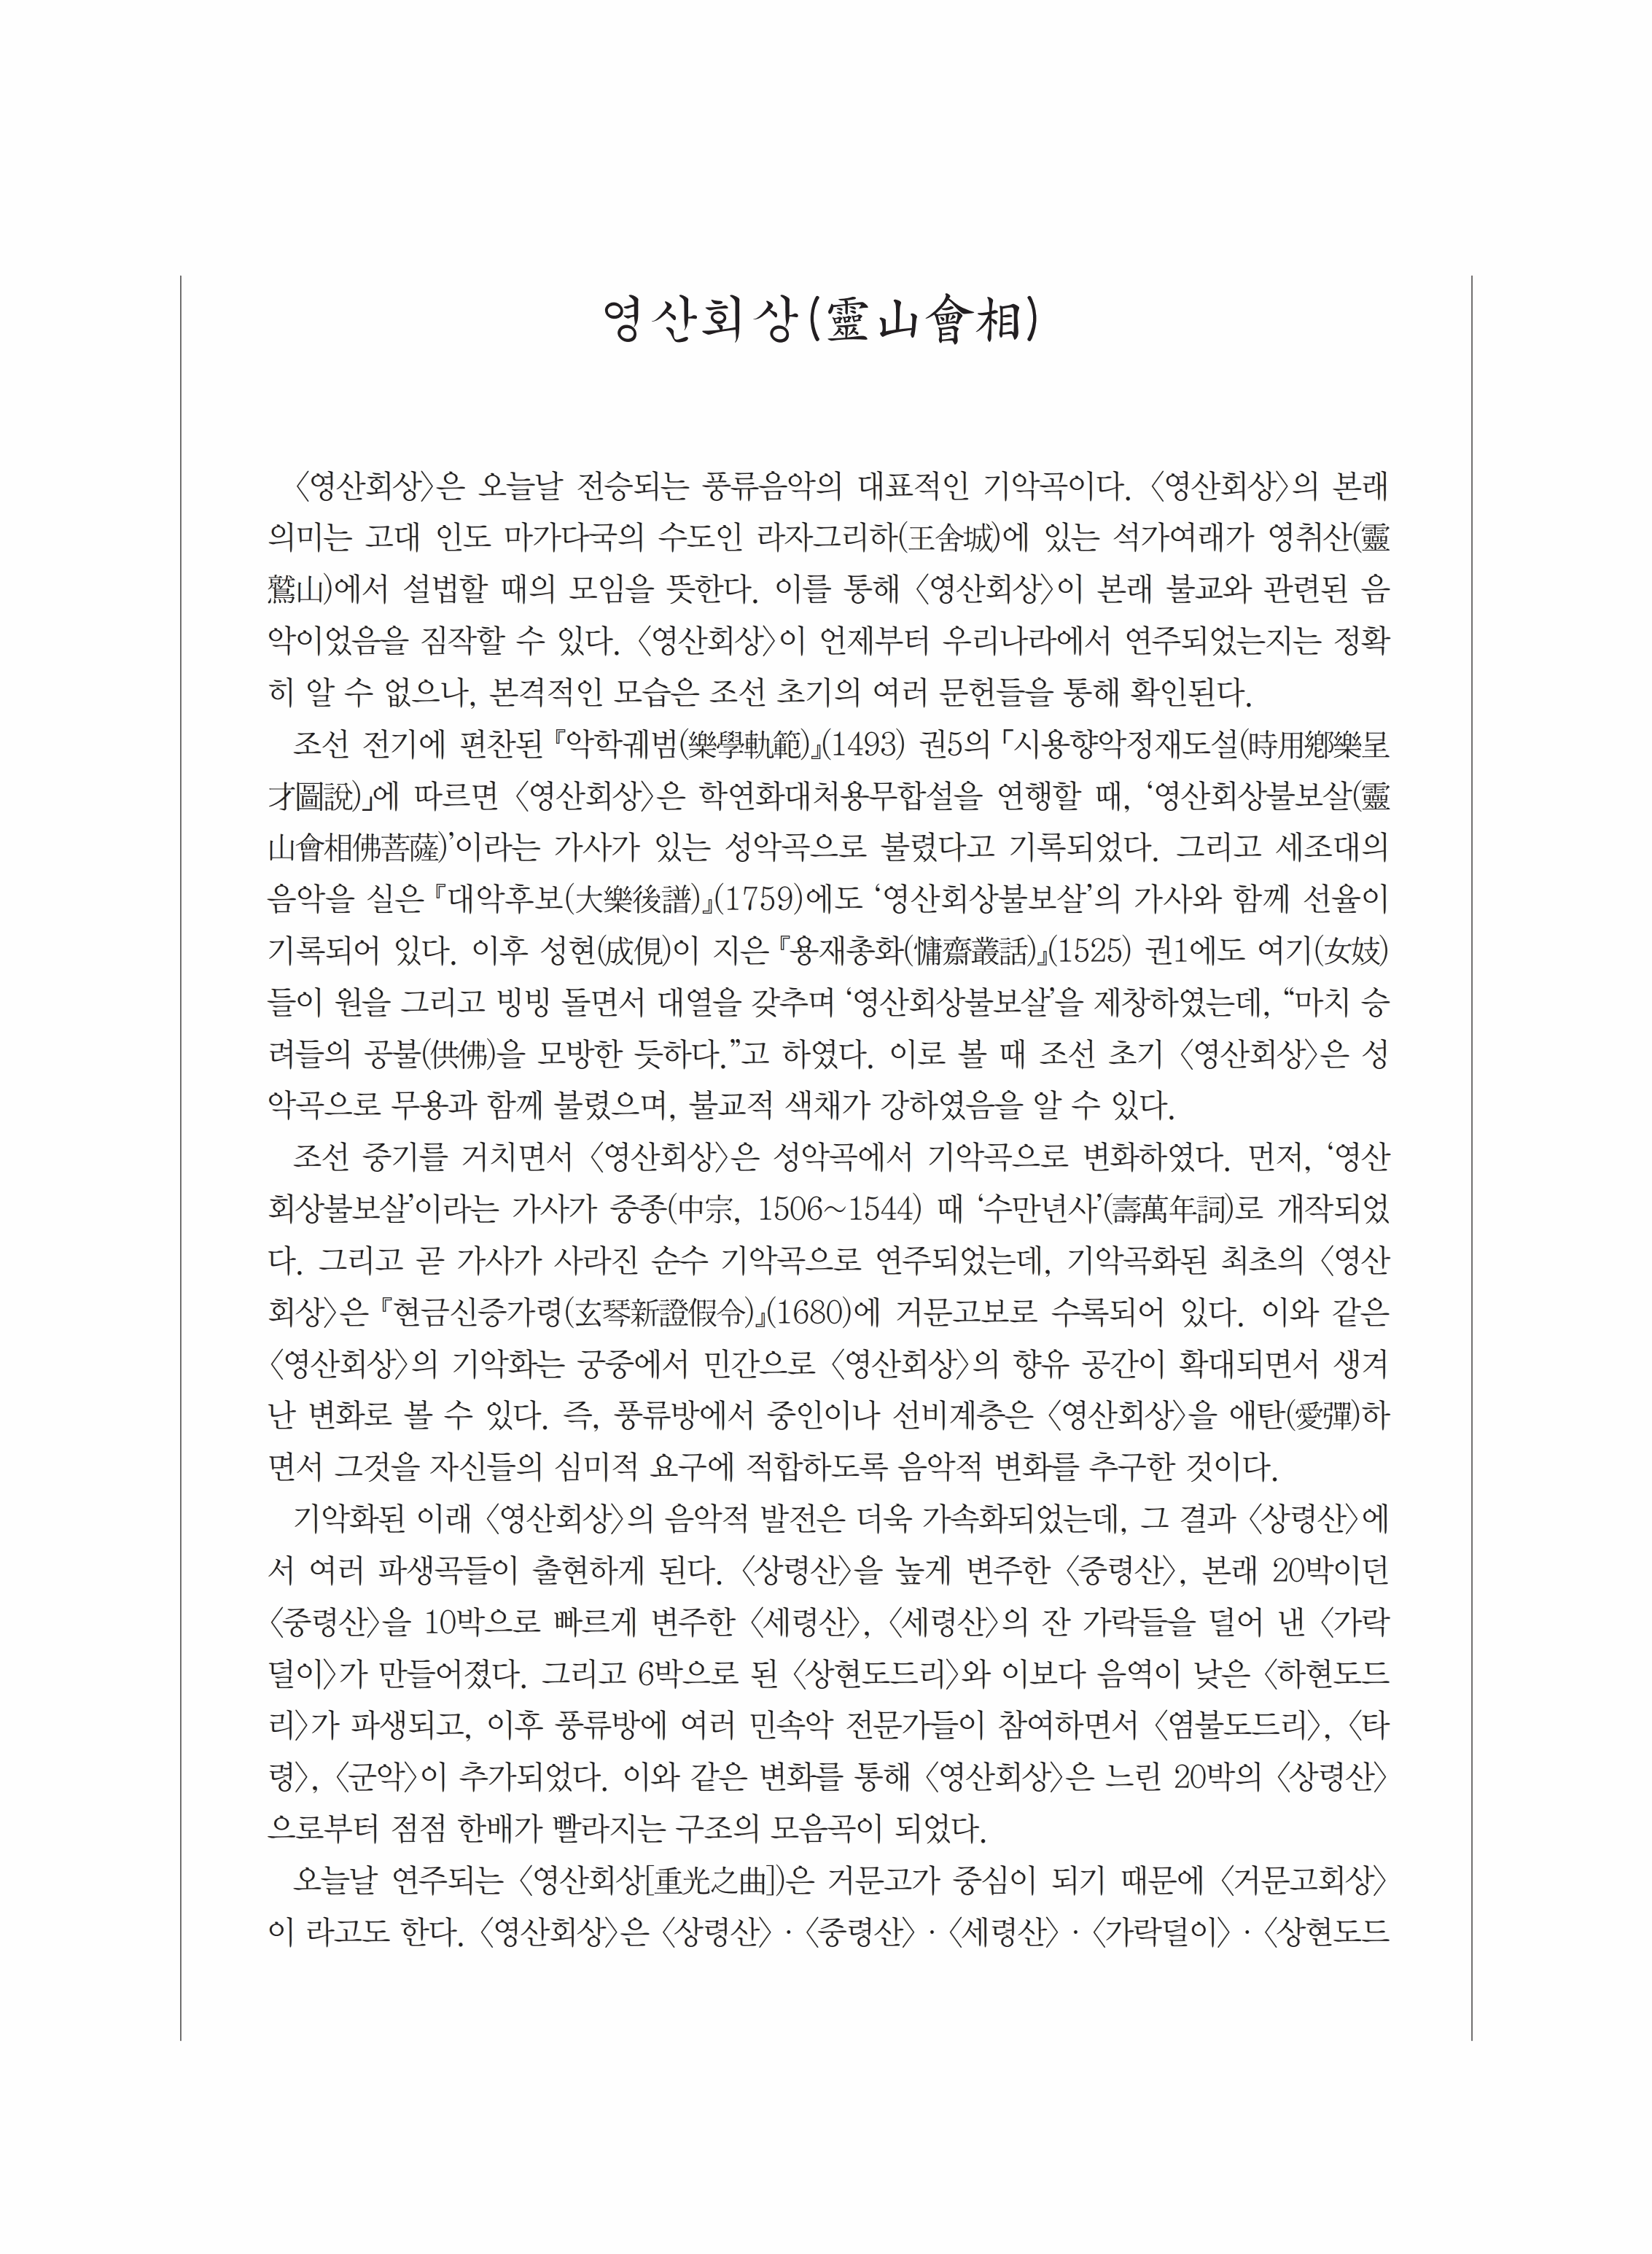 영산회상(靈山會相)
〈영산회상〉은 오늘날 전승되는 풍류음악의 대표적인 기악곡이다. 〈영산회상〉의 본래
의미는 고대 인도 마가다국의 수도인 라자그리하(王舍城)에 있는 석가여래가 영취산(靈
鷲山)에서 설법할 때의 모임을 뜻한다. 이를 통해 〈영산회상〉이 본래 불교와 관련된 음
악이었음을 짐작할 수 있다. 〈영산회상〉이 언제부터 우리나라에서 연주되었는지는 정확
히 알 수 없으나, 본격적인 모습은 조선 초기의 여러 문헌들을 통해 확인된다.
조선 전기에 편찬된 『악학궤범(樂學軌範)』(1493) 권5의 「시용향악정재도설(時用鄕樂呈
才圖說)」에 따르면 〈영산회상〉은 학연화대처용무합설을 연행할 때, ‘영산회상불보살(靈
山會相佛菩薩)’이라는 가사가 있는 성악곡으로 불렸다고 기록되었다. 그리고 세조대의
음악을 실은 『대악후보(大樂後譜)』(1759)에도 ‘영산회상불보살’의 가사와 함께 선율이
기록되어 있다. 이후 성현(成俔)이 지은 『용재총화(慵齋叢話)』(1525) 권1에도 여기(女妓)
들이 원을 그리고 빙빙 돌면서 대열을 갖추며 ‘영산회상불보살’을 제창하였는데, “마치 승
려들의 공불(供佛)을 모방한 듯하다.”고 하였다. 이로 볼 때 조선 초기 〈영산회상〉은 성
악곡으로 무용과 함께 불렸으며, 불교적 색채가 강하였음을 알 수 있다.
조선 중기를 거치면서 〈영산회상〉은 성악곡에서 기악곡으로 변화하였다. 먼저, ‘영산
회상불보살’이라는 가사가 중종(中宗, 1506~1544) 때 ‘수만년사’(壽萬年詞)로 개작되었
다. 그리고 곧 가사가 사라진 순수 기악곡으로 연주되었는데, 기악곡화된 최초의 〈영산
회상〉은 『현금신증가령(玄琴新證假令)』(1680)에 거문고보로 수록되어 있다. 이와 같은
〈영산회상〉의 기악화는 궁중에서 민간으로 〈영산회상〉의 향유 공간이 확대되면서 생겨
난 변화로 볼 수 있다. 즉, 풍류방에서 중인이나 선비계층은 〈영산회상〉을 애탄(愛彈)하
면서 그것을 자신들의 심미적 요구에 적합하도록 음악적 변화를 추구한 것이다.
기악화된 이래 〈영산회상〉의 음악적 발전은 더욱 가속화되었는데, 그 결과 〈상령산〉에
서 여러 파생곡들이 출현하게 된다. 〈상령산〉을 높게 변주한 〈중령산〉, 본래 20박이던
〈중령산〉을 10박으로 빠르게 변주한 〈세령산〉, 〈세령산〉의 잔 가락들을 덜어 낸 〈가락
덜이〉가 만들어졌다. 그리고 6박으로 된 〈상현도드리〉와 이보다 음역이 낮은 〈하현도드
리〉가 파생되고, 이후 풍류방에 여러 민속악 전문가들이 참여하면서 〈염불도드리〉, 〈타
령〉, 〈군악〉이 추가되었다. 이와 같은 변화를 통해 〈영산회상〉은 느린 20박의 〈상령산〉
으로부터 점점 한배가 빨라지는 구조의 모음곡이 되었다.
오늘날 연주되는 〈영산회상[重光之曲]〉은 거문고가 중심이 되기 때문에 〈거문고회상〉
이 라고도 한다. 〈영산회상〉은 〈상령산〉 · 〈중령산〉 · 〈세령산〉 · 〈가락덜이〉 · 〈상현도드